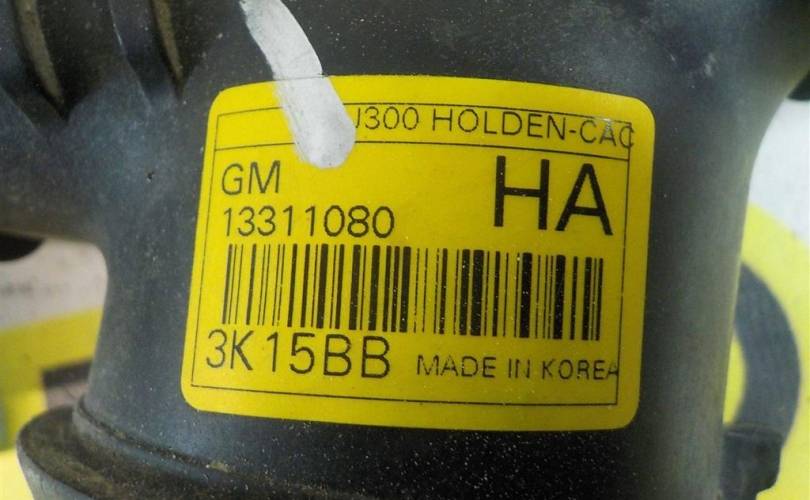 J300 HOLDEN-CAC
GM
HA
13311080
3K15BB MADE IN KOREA